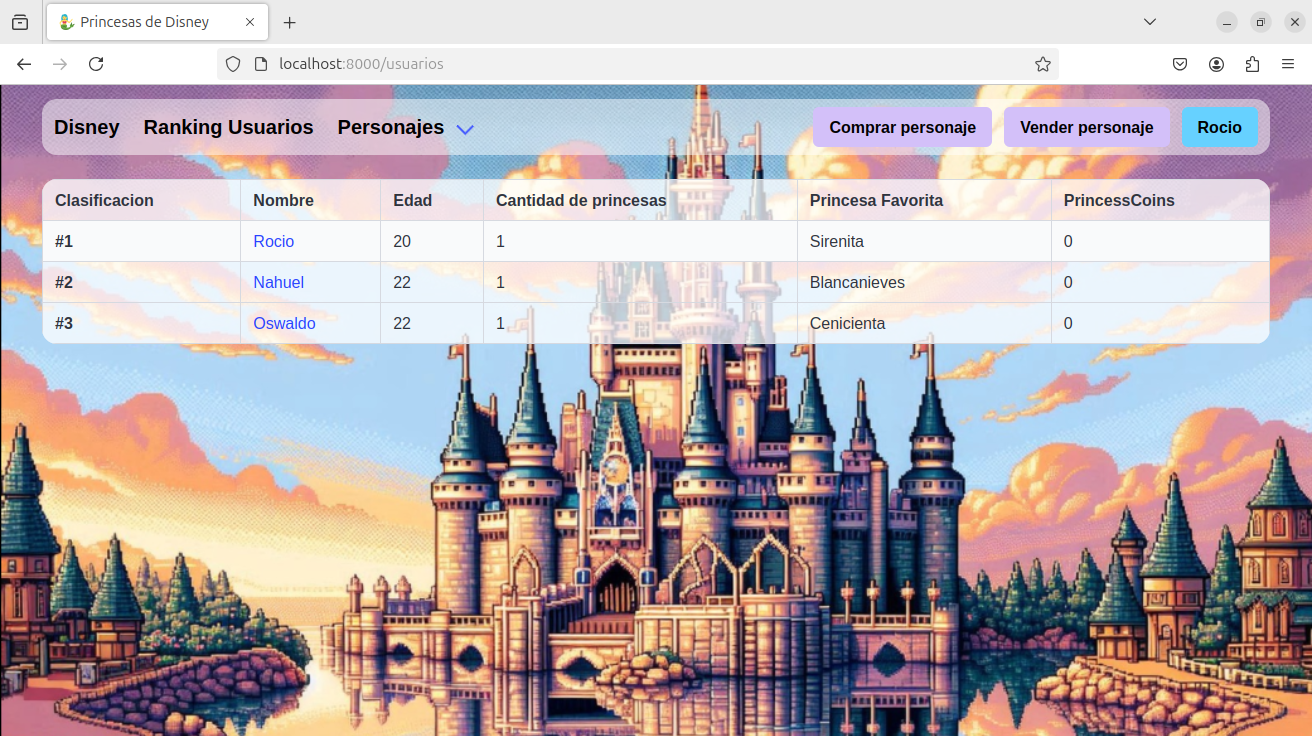 Princesas de Disney
localhost:8000/usuarios
Disney Ranking Usuarios Personajes Comprar personaje Vender personaje Rocio
Clasificacion Nombre Edad Cantidad de princesas Princesa Favorita PrincessCoins
#1 Rocio 20 1 Sirenita 0
#2 Nahuel 22 1 Blancanieves 0
#3 Oswaldo 22 1 Cenicienta 0